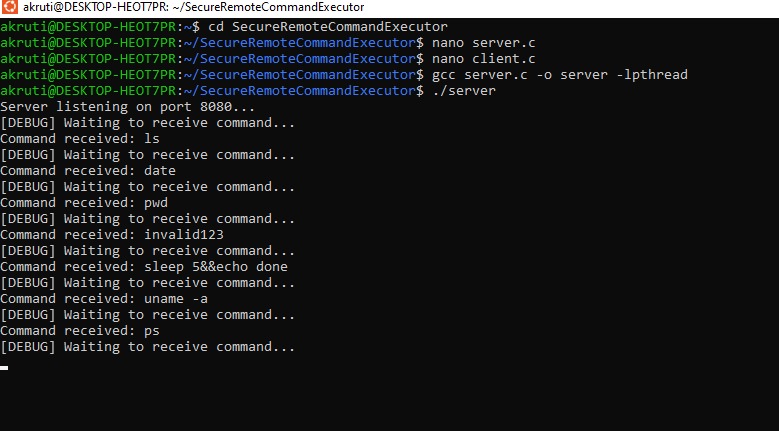 akruti@DESKTOP-HEOT7PR: ~/SecureRemoteCommandExecutor
akruti@DESKTOP-HEOT7PR:~$ cd SecureRemoteCommandExecutor
akruti@DESKTOP-HEOT7PR:~/SecureRemoteCommandExecutor$ nano server.c
akruti@DESKTOP-HEOT7PR:~/SecureRemoteCommandExecutor$ nano client.c
akruti@DESKTOP-HEOT7PR:~/SecureRemoteCommandExecutor$ gcc server.c -o server -lpthread
akruti@DESKTOP-HEOT7PR:~/SecureRemoteCommandExecutor$ ./server
Server listening on port 8080...
[DEBUG] Waiting to receive command...
Command received: ls
[DEBUG] Waiting to receive command...
Command received: date
[DEBUG] Waiting to receive command...
Command received: pwd
[DEBUG] Waiting to receive command...
Command received: invalid123
[DEBUG] Waiting to receive command...
Command received: sleep 5&&echo done
[DEBUG] Waiting to receive command...
Command received: uname -a
[DEBUG] Waiting to receive command...
Command received: ps
[DEBUG] Waiting to receive command...